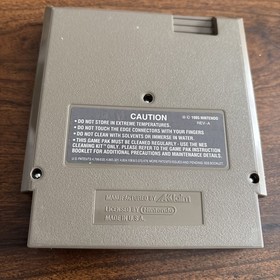 CAUTION
© 1985 NINTENDO
REV-A
• DO NOT STORE IN EXTREME TEMPERATURES.
• DO NOT TOUCH THE EDGE CONNECTORS WITH YOUR FINGERS
• DO NOT CLEAN WITH SOLVENTS OR IMMERSE IN WATER.
• THIS GAME PAK MUST BE CLEANED REGULARLY - USE THE NES
CLEANING KIT ONLY. PLEASE REFER TO THE GAME PAK INSTRUCTION
BOOKLET FOR ADDITIONAL PRECAUTIONS AND MAINTENANCE DETAILS.
MANUFACTURED BY Acclaim
Licensed by Nintendo
MADE IN U.S.A.